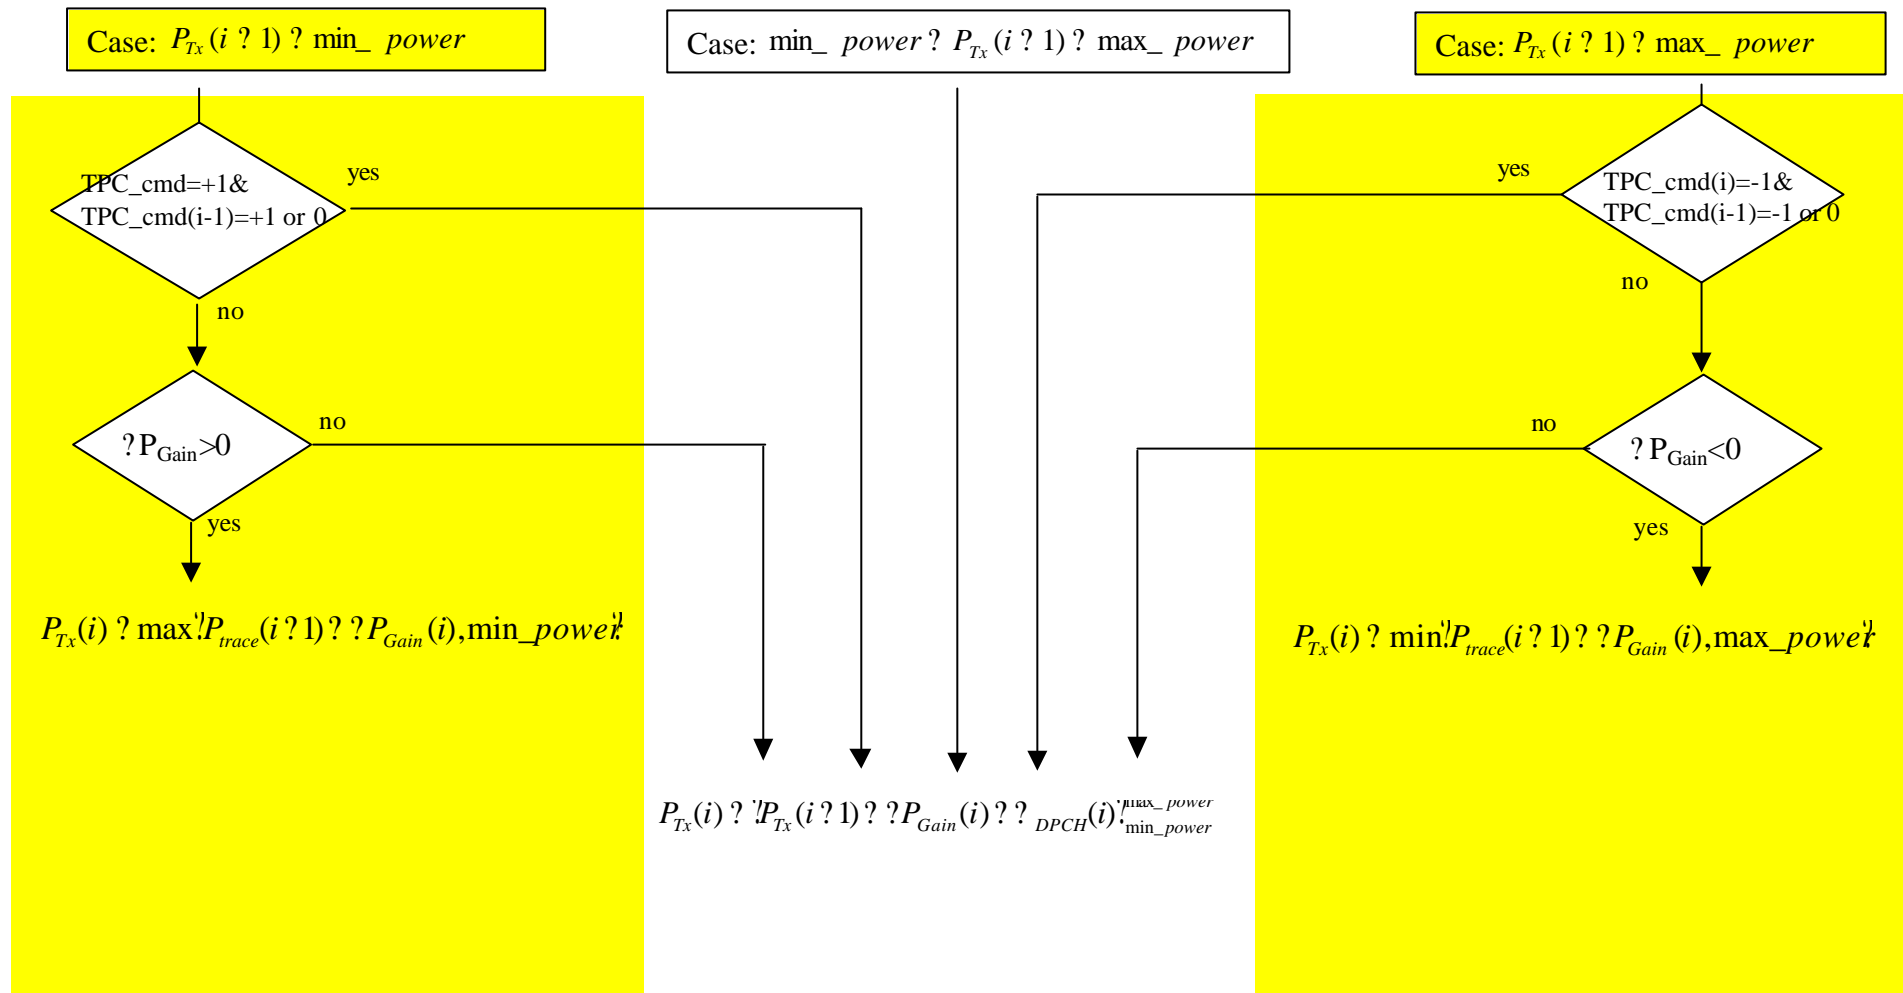 Case: P_Tx (i ? 1) ? min_ power
Case: min_ power ? P_Tx (i ? 1) ? max_ power
Case: P_Tx (i ? 1) ? max_ power
TPC_cmd=+1&
TPC_cmd(i-1)=+1 or 0
yes
no
yes
TPC_cmd(i)=-1&
TPC_cmd(i-1)=-1 or 0
no
? P_Gain>0
no
yes
no
? P_Gain<0
yes
P_Tx(i) ? max?P_trace(i ? 1) ? ?P_Gain(i),min_power?
P_Tx(i) ? min?P_trace(i ? 1) ? ?P_Gain(i),max_power?
P_Tx(i) ? ?P_Tx(i ? 1) ? ?P_Gain(i) ? ?_DPCH(i)?max_power
min_power